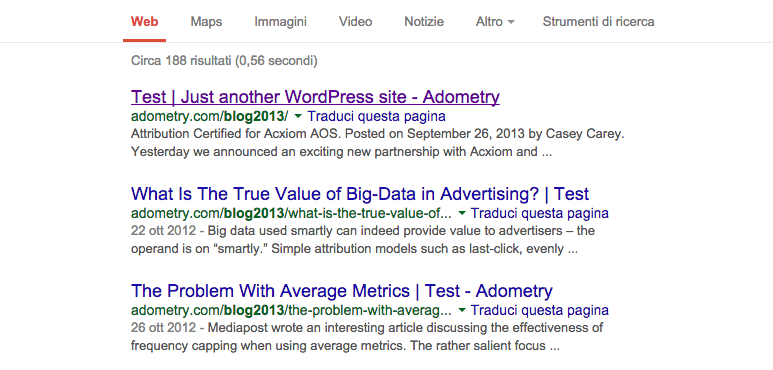 Web Maps Immagini Video Notizie Altro Strumenti di ricerca
Circa 188 risultati (0,56 secondi)
Test | Just another WordPress site - Adometry
adometry.com/blog2013/ Traduci questa pagina
Attribution Certified for Acxiom AOS. Posted on September 26, 2013 by Casey Carey.
Yesterday we announced an exciting new partnership with Acxiom and ...
What Is The True Value of Big-Data in Advertising? | Test
adometry.com/blog2013/what-is-the-true-value-of... Traduci questa pagina
22 ott 2012 - Big data used smartly can indeed provide value to advertisers – the
operand is on “smartly.” Simple attribution models such as last-click, evenly ...
The Problem With Average Metrics | Test - Adometry
adometry.com/blog2013/the-problem-with-averag... Traduci questa pagina
26 ott 2012 - Mediapost wrote an interesting article discussing the effectiveness of
frequency capping when using average metrics. The rather salient focus ...